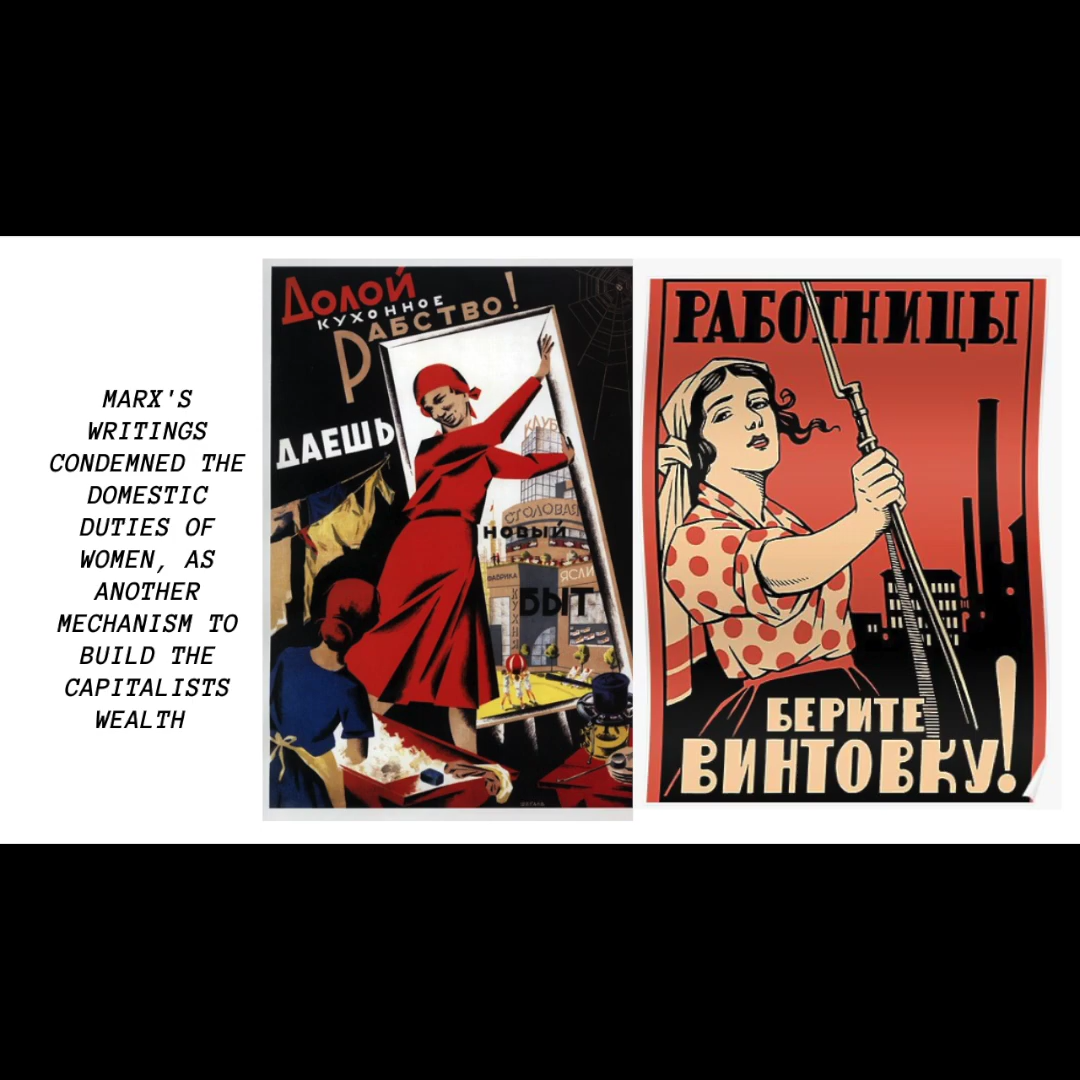 MARX'S
WRITINGS
CONDEMNED THE
DOMESTIC
DUTIES OF
WOMEN, AS
ANOTHER
MECHANISM TO
BUILD THE
CAPITALISTS
WEALTH
Долой
КУХОННОЕ
РАБСТВО!
ДАЕШЬ
КЛУБ
СТОЛОВАЯ
НОВЫЙ
ФАБРИКА
ЯСЛИ
КУХНЯ
БЫТ
РАБОТНИЦЫ
БЕРИТЕ
ВИНТОВКУ!